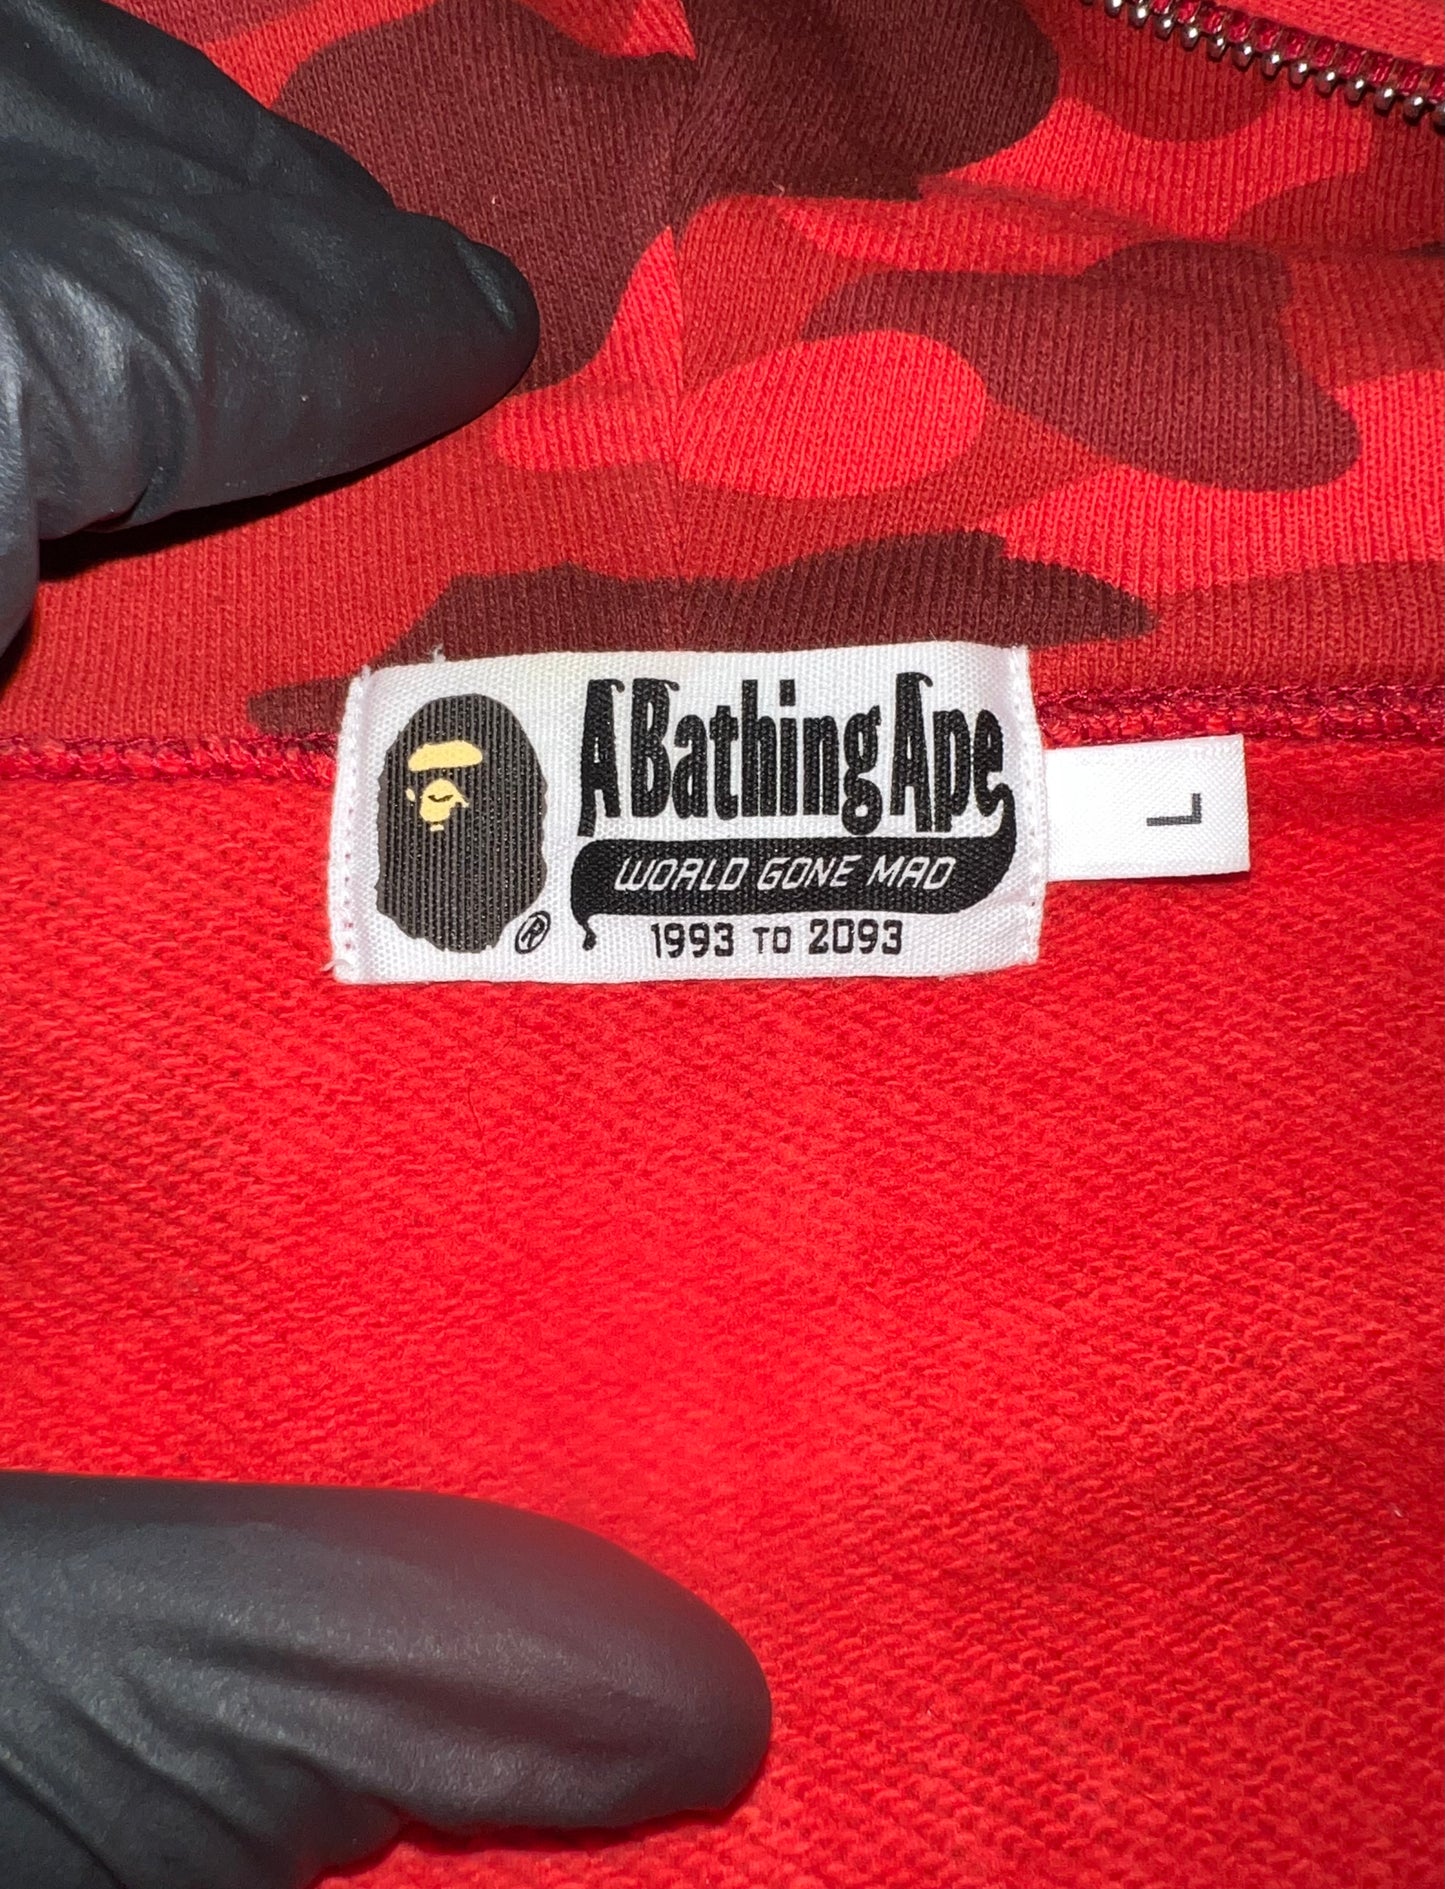 A Bathing Ape
WORLD GONE MAD
1993 TO 2093
®
L